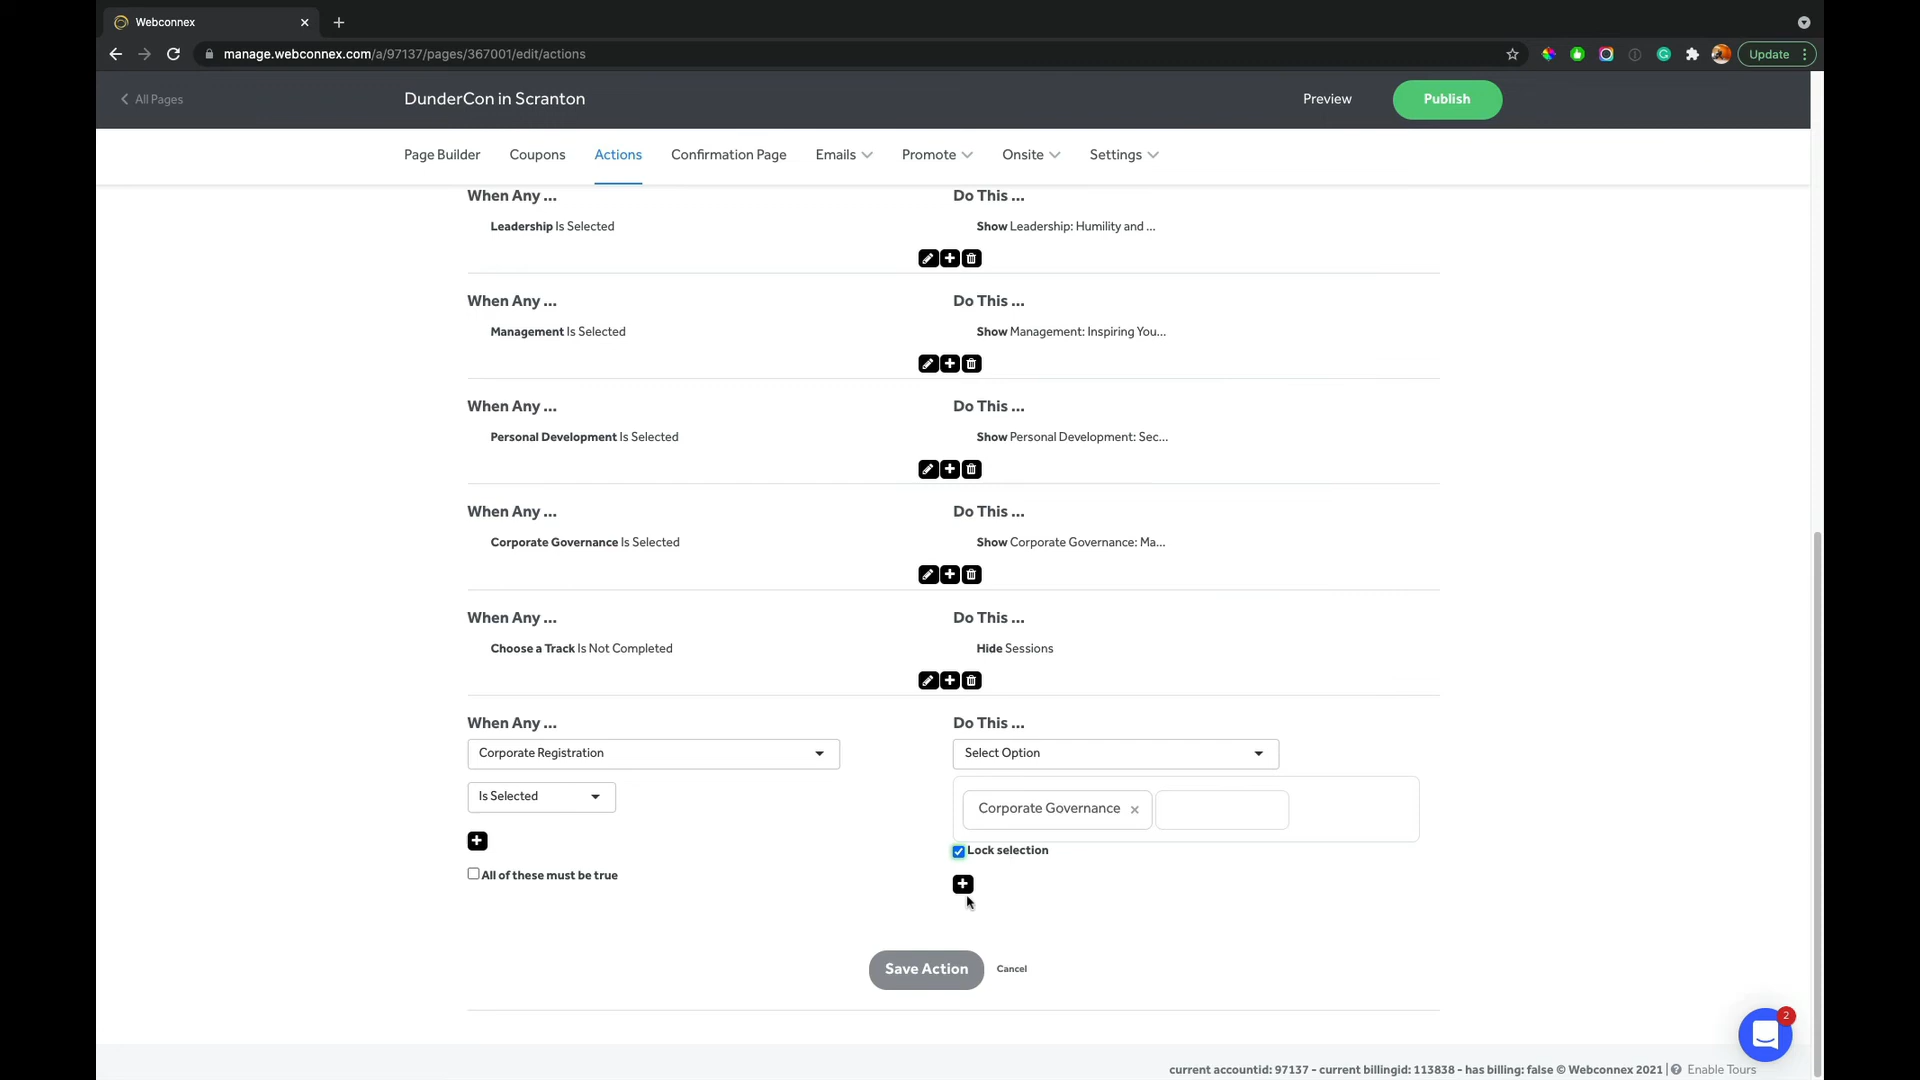 Webconnex
manage.webconnex.com/a/97137/pages/367001/edit/actions
Update
All Pages
DunderCon in Scranton
Preview
Publish
Page Builder
Coupons
Actions
Confirmation Page
Emails
Promote
Onsite
Settings
When Any ...
Do This ...
Leadership Is Selected
Show Leadership: Humility and ...
When Any ...
Do This ...
Management Is Selected
Show Management: Inspiring You...
When Any ...
Do This ...
Personal Development Is Selected
Show Personal Development: Sec...
When Any ...
Do This ...
Corporate Governance Is Selected
Show Corporate Governance: Ma...
When Any ...
Do This ...
Choose a Track Is Not Completed
Hide Sessions
When Any ...
Do This ...
Corporate Registration
Select Option
Is Selected
Corporate Governance ×
Lock selection
All of these must be true
Save Action
Cancel
2
current accountid: 97137 - current billingid: 113838 - has billing: false © Webconnex 2021 | Enable Tours